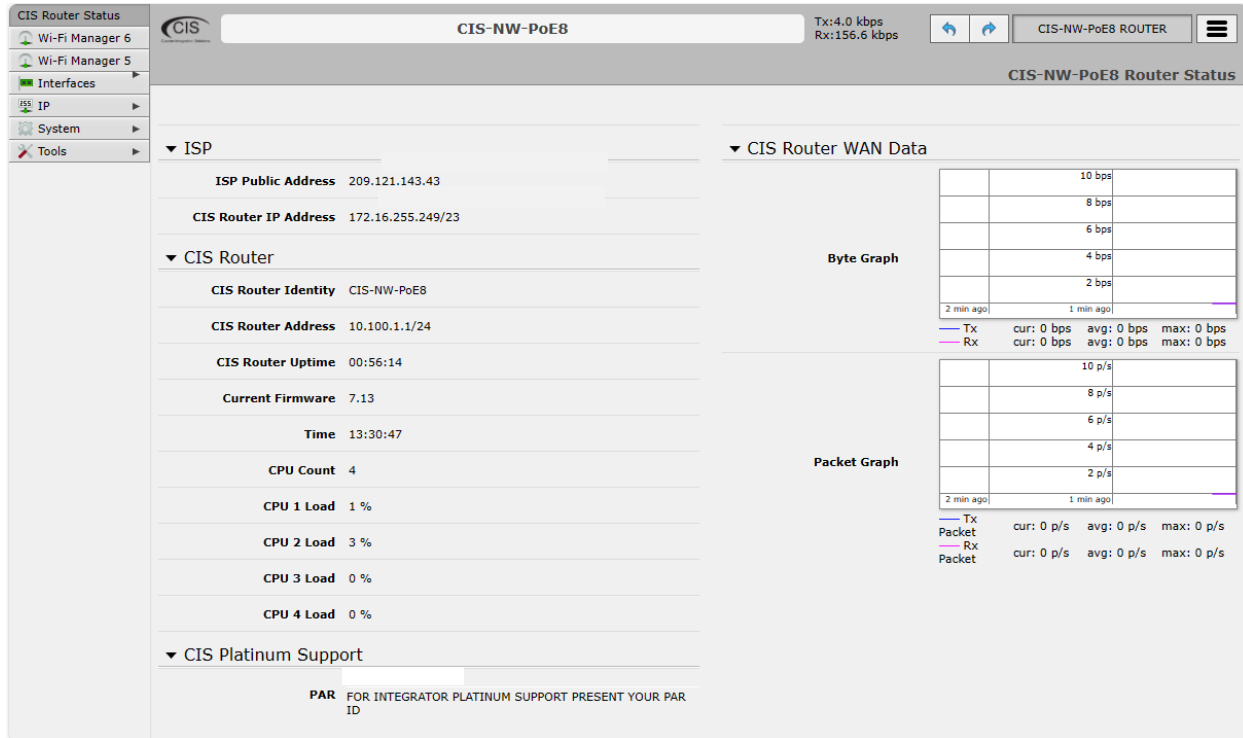 CIS Router Status
Wi-Fi Manager 6
Wi-Fi Manager 5
Interfaces
IP
System
Tools
CIS
CIS-NW-PoE8
Tx:4.0 kbps
Rx:156.6 kbps
CIS-NW-PoE8 ROUTER
CIS-NW-PoE8 Router Status
ISP
ISP Public Address 209.121.143.43
CIS Router IP Address 172.16.255.249/23
CIS Router
CIS Router Identity CIS-NW-PoE8
CIS Router Address 10.100.1.1/24
CIS Router Uptime 00:56:14
Current Firmware 7.13
Time 13:30:47
CPU Count 4
CPU 1 Load 1 %
CPU 2 Load 3 %
CPU 3 Load 0 %
CPU 4 Load 0 %
CIS Platinum Support
PAR FOR INTEGRATOR PLATINUM SUPPORT PRESENT YOUR PAR
ID
CIS Router WAN Data
Byte Graph
10 bps
8 bps
6 bps
4 bps
2 bps
2 min ago 1 min ago
Tx cur: 0 bps avg: 0 bps max: 0 bps
Rx cur: 0 bps avg: 0 bps max: 0 bps
Packet Graph
10 p/s
8 p/s
6 p/s
4 p/s
2 p/s
2 min ago 1 min ago
Tx
Packet cur: 0 p/s avg: 0 p/s max: 0 p/s
Rx
Packet cur: 0 p/s avg: 0 p/s max: 0 p/s